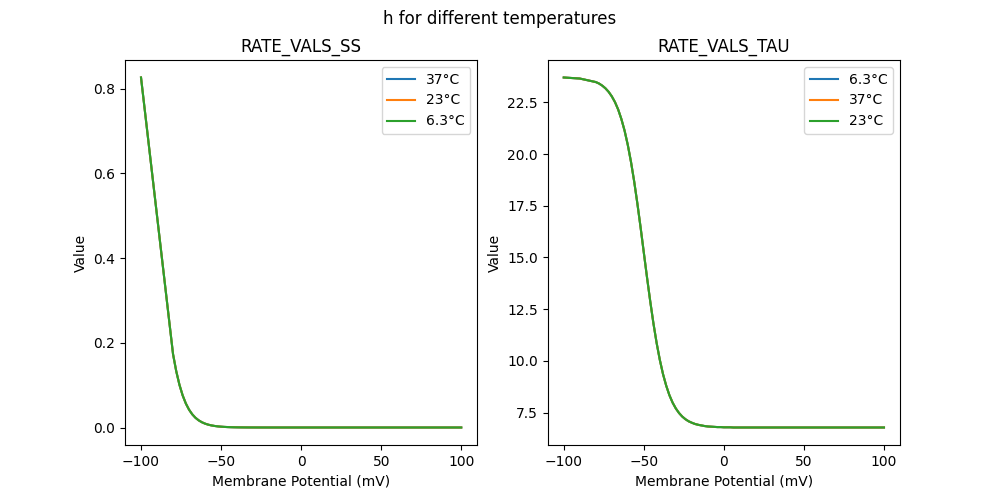 h for different temperatures
RATE_VALS_SS
0.8
0.6
0.4
0.2
0.0
Value
−100
−50
0
50
100
Membrane Potential (mV)
37°C
23°C
6.3°C
RATE_VALS_TAU
22.5
20.0
17.5
15.0
12.5
10.0
7.5
Value
−100
−50
0
50
100
Membrane Potential (mV)
6.3°C
37°C
23°C